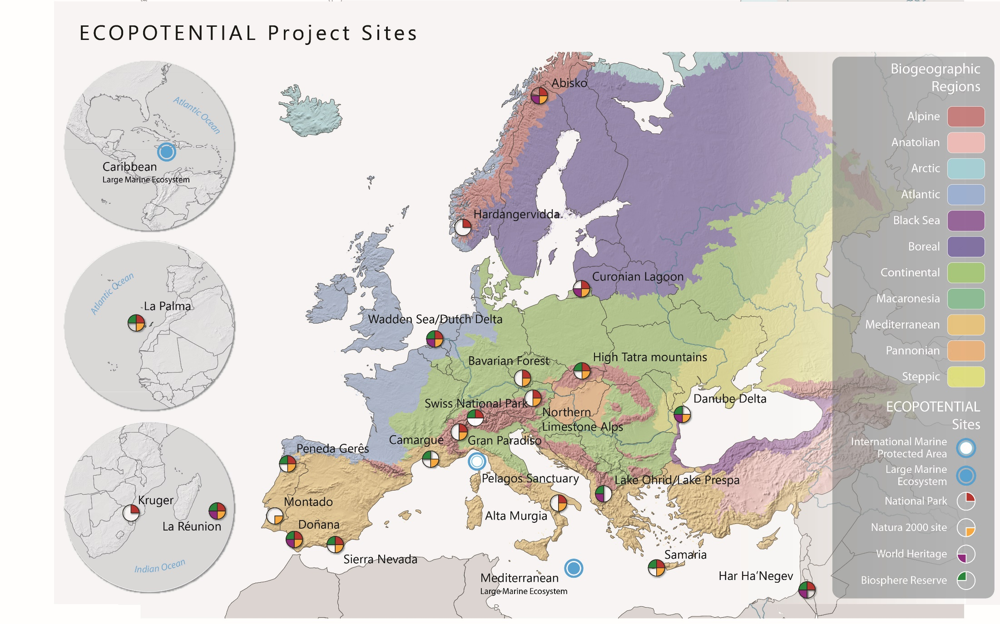 ECOPOTENTIAL Project Sites
Atlantic Ocean
Caribbean
Large Marine Ecosystem
Atlantic Ocean
La Palma
Kruger
La Réunion
Indian Ocean
Abisko
Hardangervidda
Curonian Lagoon
Wadden Sea/Dutch Delta
Bavarian Forest
High Tatra mountains
Swiss National Park
Northern
Limestone Alps
Danube Delta
Camargue
Gran Paradiso
Peneda Gerês
Pelagos Sanctuary
Lake Ohrid/Lake Prespa
Montado
Alta Murgia
Doñana
Sierra Nevada
Samaria
Mediterranean
Large Marine Ecosystem
Har Ha'Negev
Biogeographic
Regions
Alpine
Anatolian
Arctic
Atlantic
Black Sea
Boreal
Continental
Macaronesia
Mediterranean
Pannonian
Steppic
ECOPOTENTIAL
Sites
International Marine
Protected Area
Large Marine
Ecosystem
National Park
Natura 2000 site
World Heritage
Biosphere Reserve